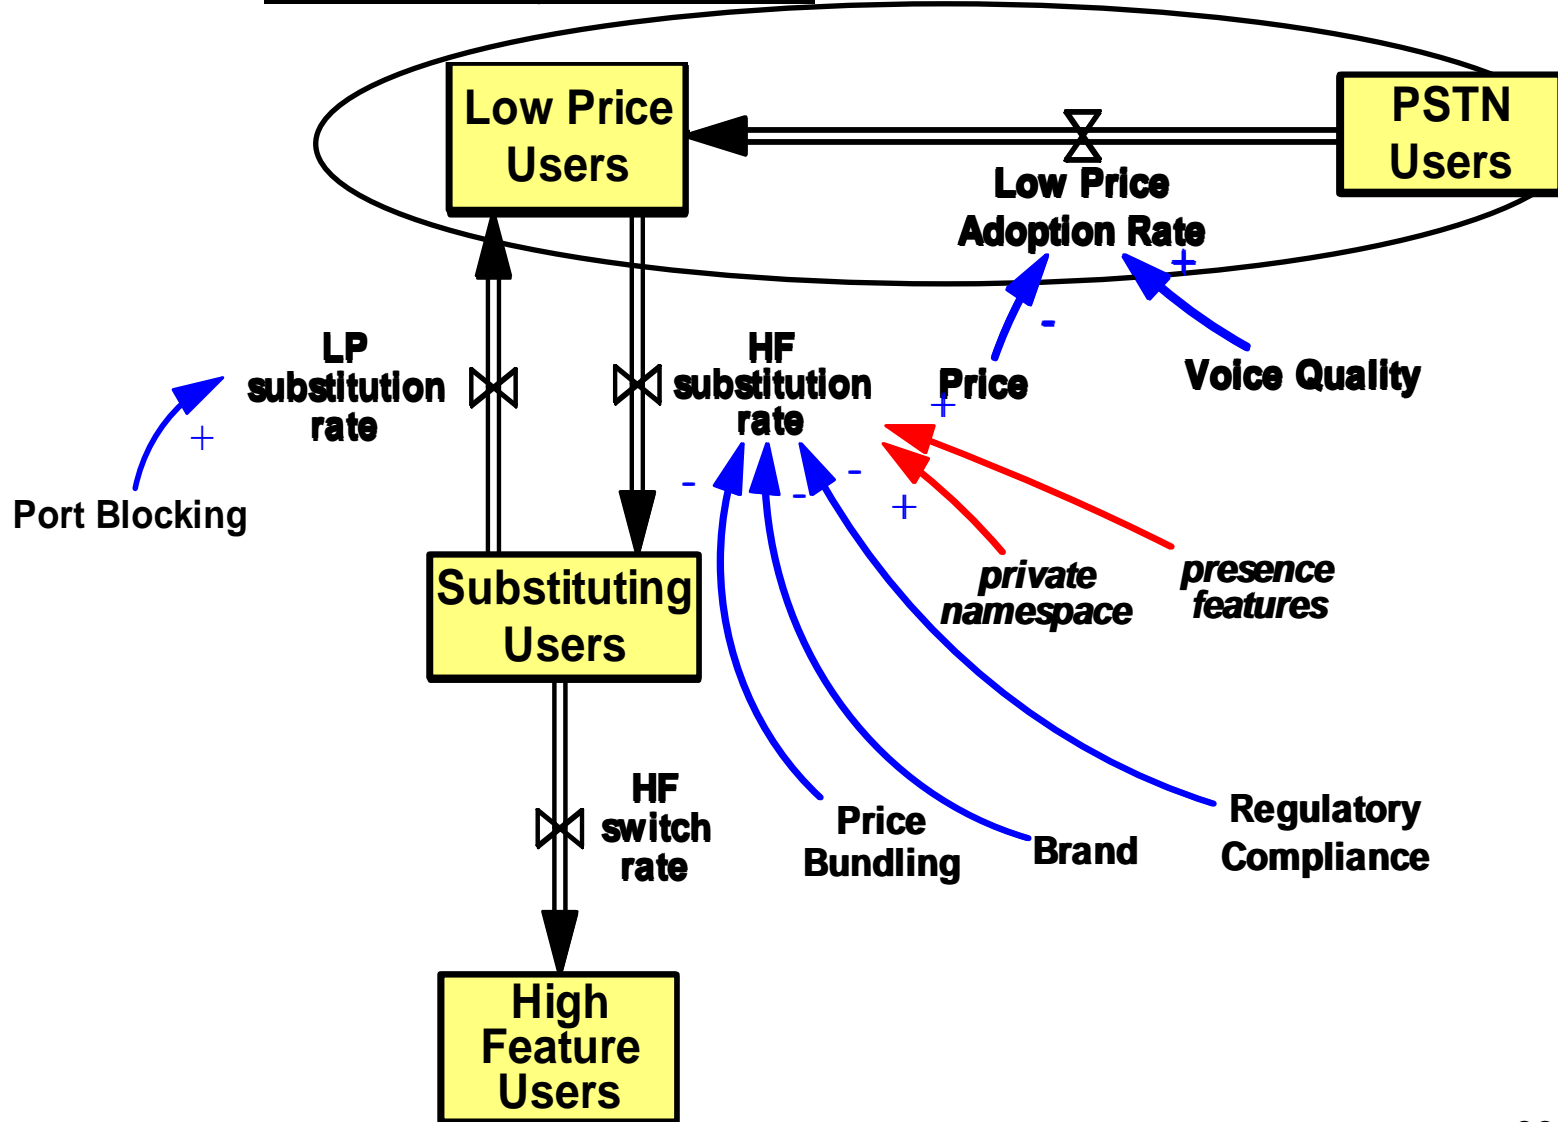 Low Price
Users
PSTN
Users
Low Price
Adoption Rate
+
-
LP
substitution
rate
+
HF
substitution
rate
Price
+
Voice Quality
-
-
-
+
Port Blocking
Substituting
Users
private
namespace
presence
features
HF
switch
rate
Price
Bundling
Brand
Regulatory
Compliance
High
Feature
Users